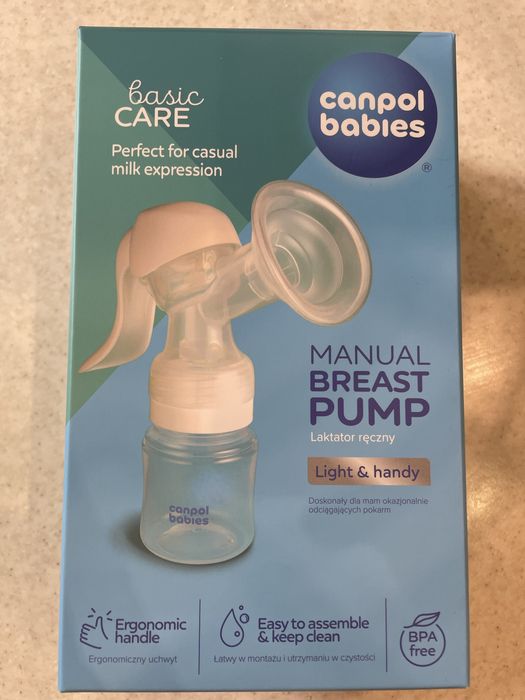 basic
CARE
Perfect for casual
milk expression
canpol
babies
®
MANUAL
BREAST
PUMP
Laktator ręczny
Light & handy
Doskonały dla mam okazjonalnie
odciągających pokarm
canpol
babies
Ergonomic
handle
Ergonomiczny uchwyt
Easy to assemble
& keep clean
Łatwy w montażu i utrzymaniu w czystości
BPA
free